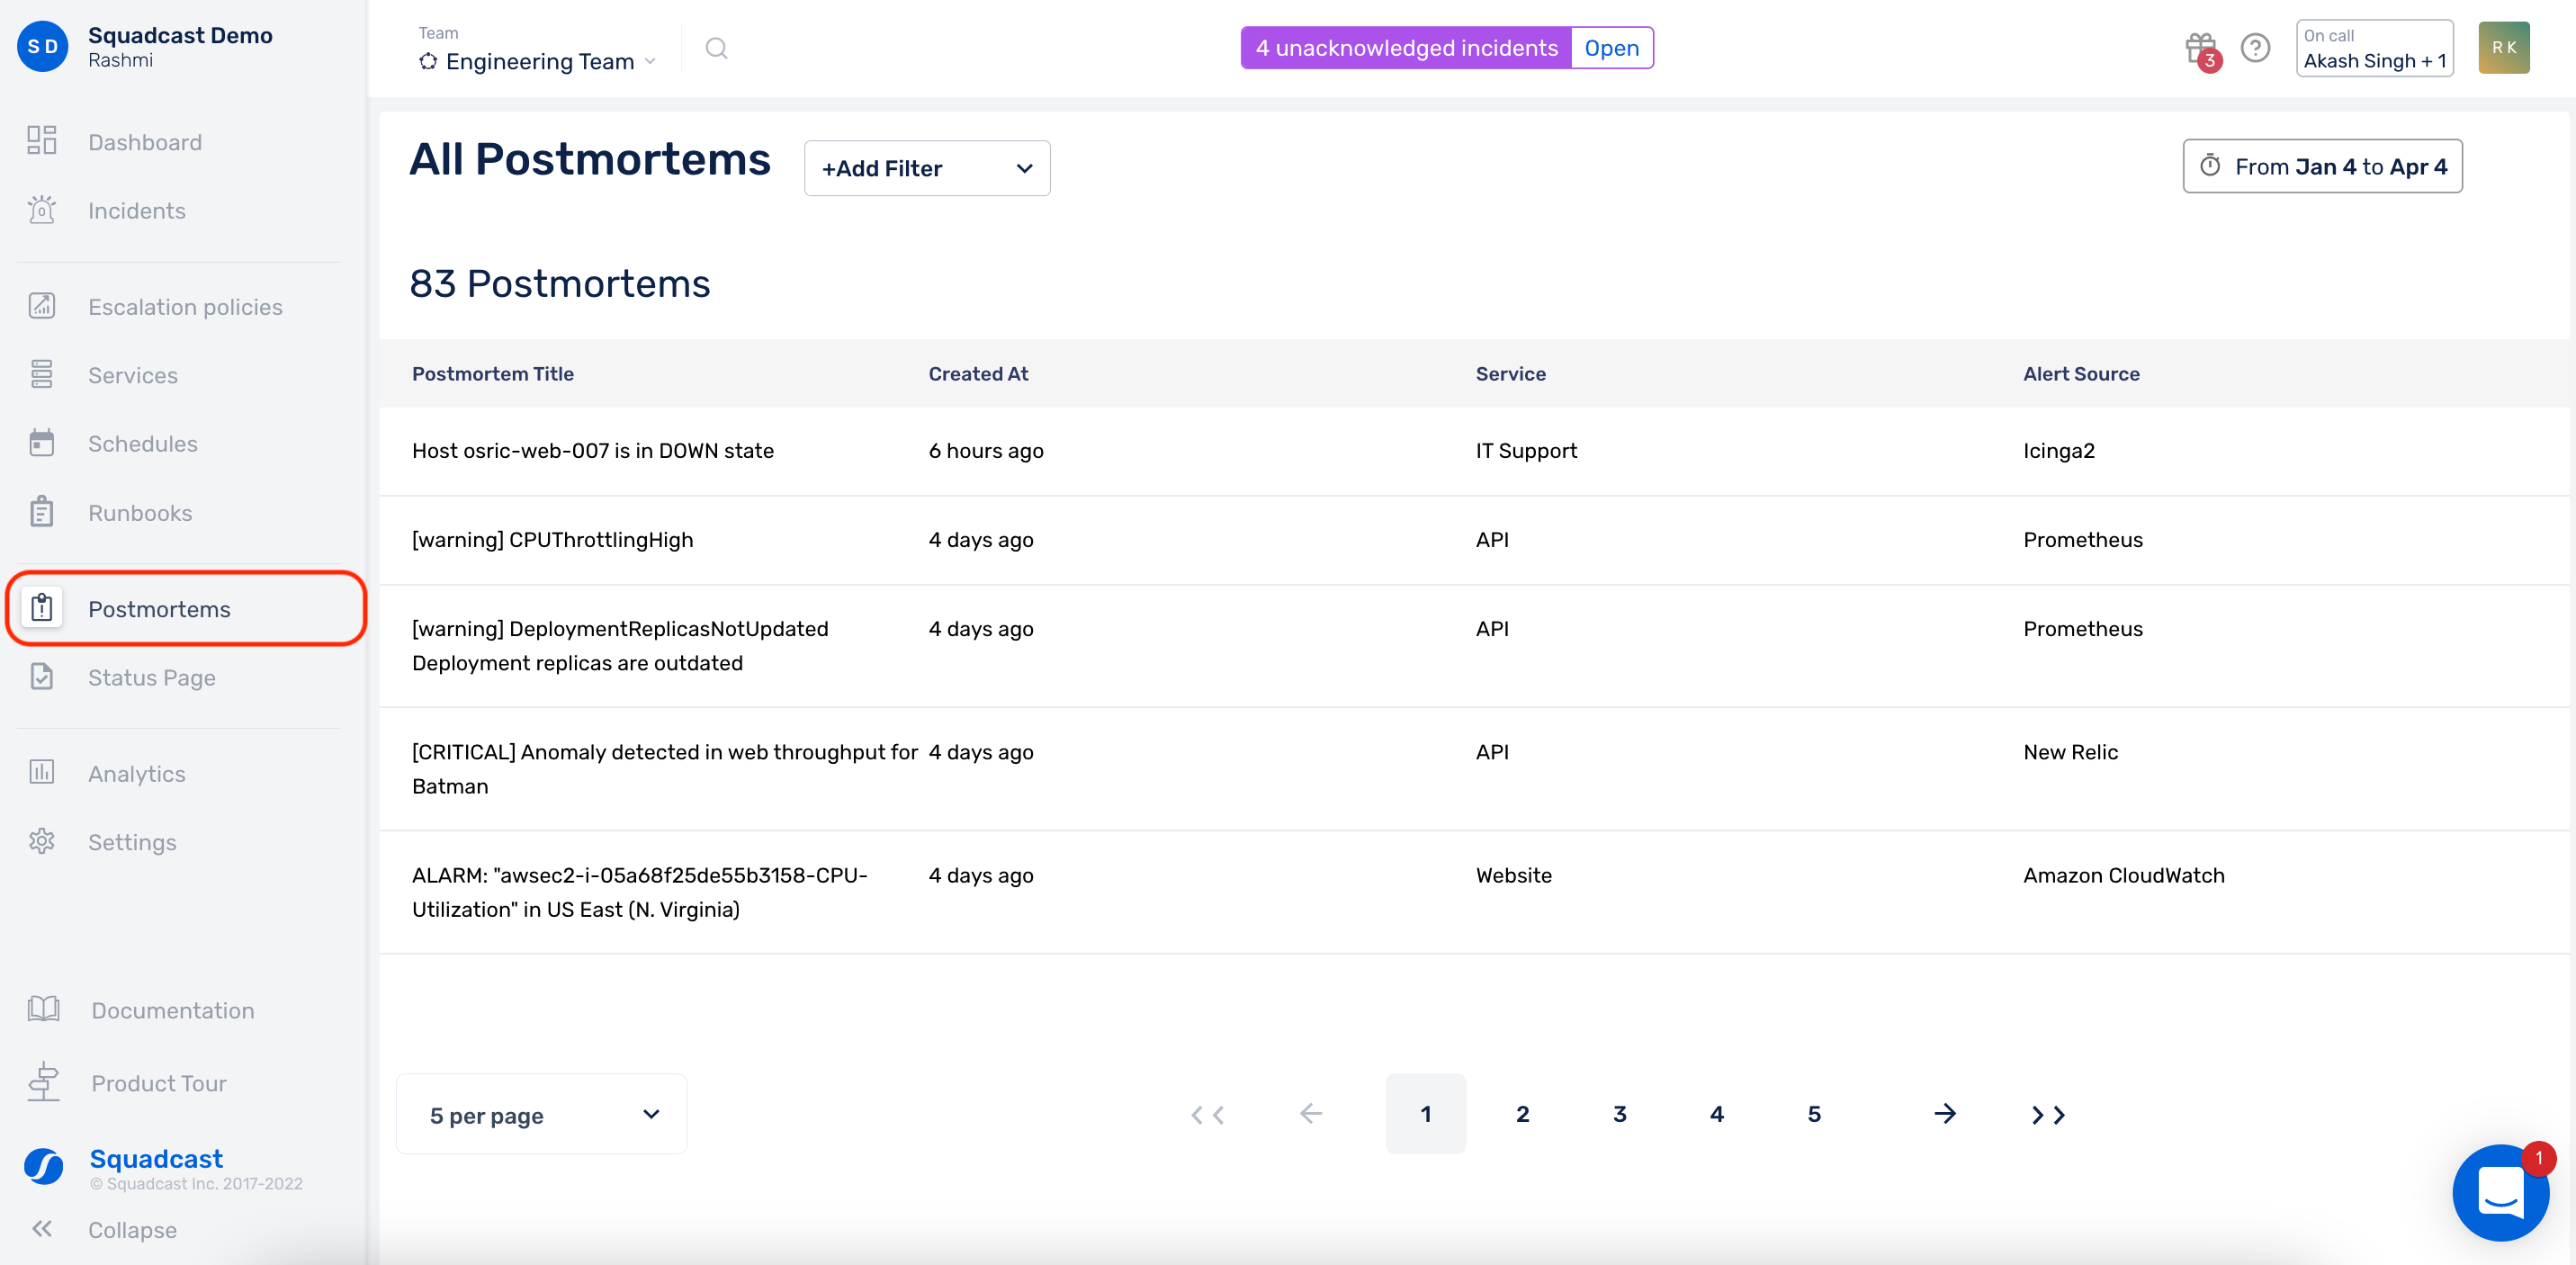 S D
Squadcast Demo
Rashmi
Dashboard
Incidents
Escalation policies
Services
Schedules
Runbooks
Postmortems
Status Page
Analytics
Settings
Documentation
Product Tour
Squadcast
© Squadcast Inc. 2017-2022
Collapse
Team
Engineering Team
4 unacknowledged incidents Open
3
?
On call
Akash Singh + 1
R K
All Postmortems
+Add Filter
From Jan 4 to Apr 4
83 Postmortems
Postmortem Title Created At Service Alert Source
Host osric-web-007 is in DOWN state 6 hours ago IT Support Icinga2
[warning] CPUThrottlingHigh 4 days ago API Prometheus
[warning] DeploymentReplicasNotUpdated 4 days ago API Prometheus
Deployment replicas are outdated
[CRITICAL] Anomaly detected in web throughput for 4 days ago API New Relic
Batman
ALARM: "awsec2-i-05a68f25de55b3158-CPU- 4 days ago Website Amazon CloudWatch
Utilization" in US East (N. Virginia)
5 per page
1 2 3 4 5
1